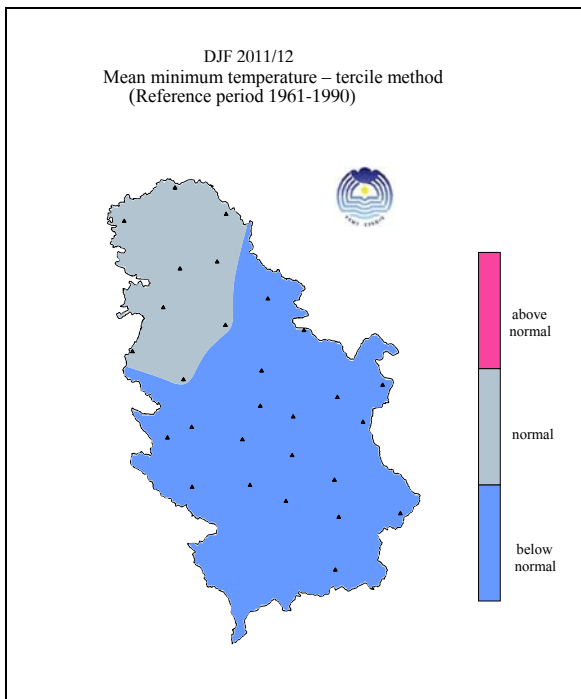 DJF 2011/12
Mean minimum temperature – tercile method
(Reference period 1961-1990)
above
normal
normal
below
normal